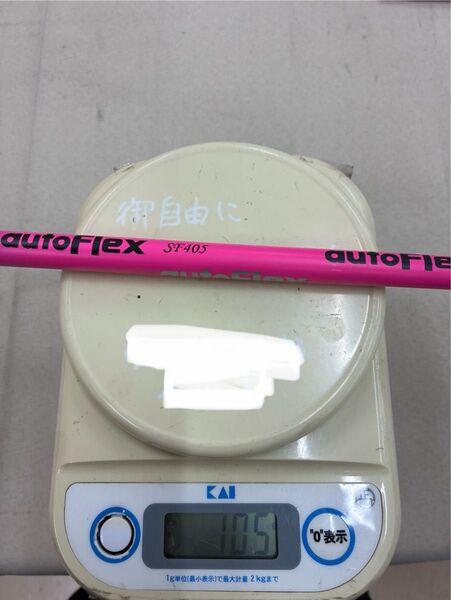 御自由に
autoFlex SF405 autoFle
autoFlex
KAI
105
"0"表示
1g単位(最小表示)で最大計量2kgまで